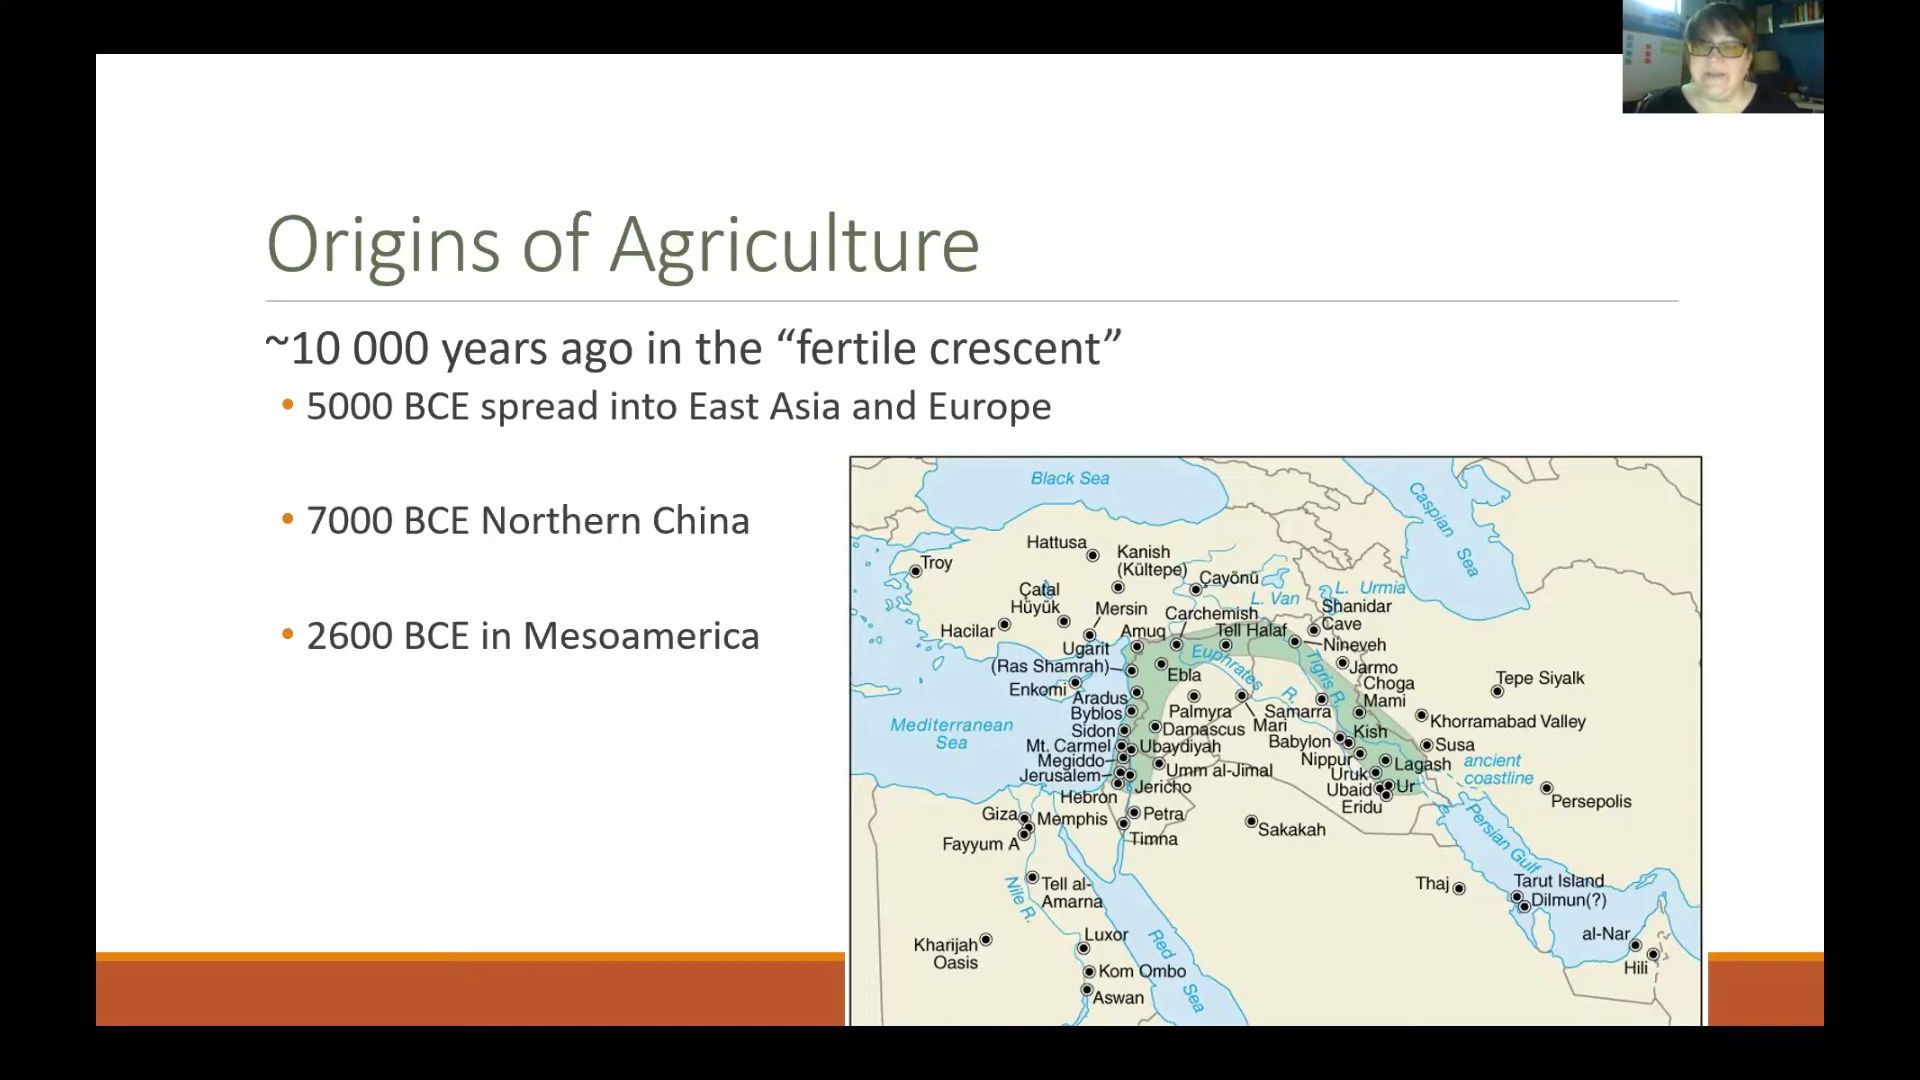 Origins of Agriculture
~10 000 years ago in the “fertile crescent”
• 5000 BCE spread into East Asia and Europe
• 7000 BCE Northern China
• 2600 BCE in Mesoamerica
Black Sea
Caspian Sea
Hattusa
Kanish
(Kültepe)
Troy
Çayönü
L. Urmia
L. Van
Çatal
Hüyük
Mersin
Carchemish
Shanidar
Cave
Hacilar
Amuq
Tell Halaf
Nineveh
Ugarit
(Ras Shamrah)
Euphrates R.
Tigris R.
Jarmo
Ebla
Enkomi
Choga
Mami
Tepe Siyalk
Aradus
Byblos
Palmyra
Mari
Samarra
Khorramabad Valley
Mediterranean
Sea
Sidon
Damascus
Kish
Mt. Carmel
Ubaydiyah
Babylon
Susa
Megiddo
Nippur
Lagash
ancient
coastline
Jerusalem
Umm al-Jimal
Uruk
Jericho
Ubaid
Ur
Hebron
Eridu
Persepolis
Giza
Memphis
Petra
Sakakah
Persian Gulf
Fayyum A
Timna
Nile R.
Tell al-
Amarna
Thaj
Tarut Island
Dilmun(?)
Kharijah
Oasis
Luxor
Red Sea
al-Nar
Hili
Kom Ombo
Aswan